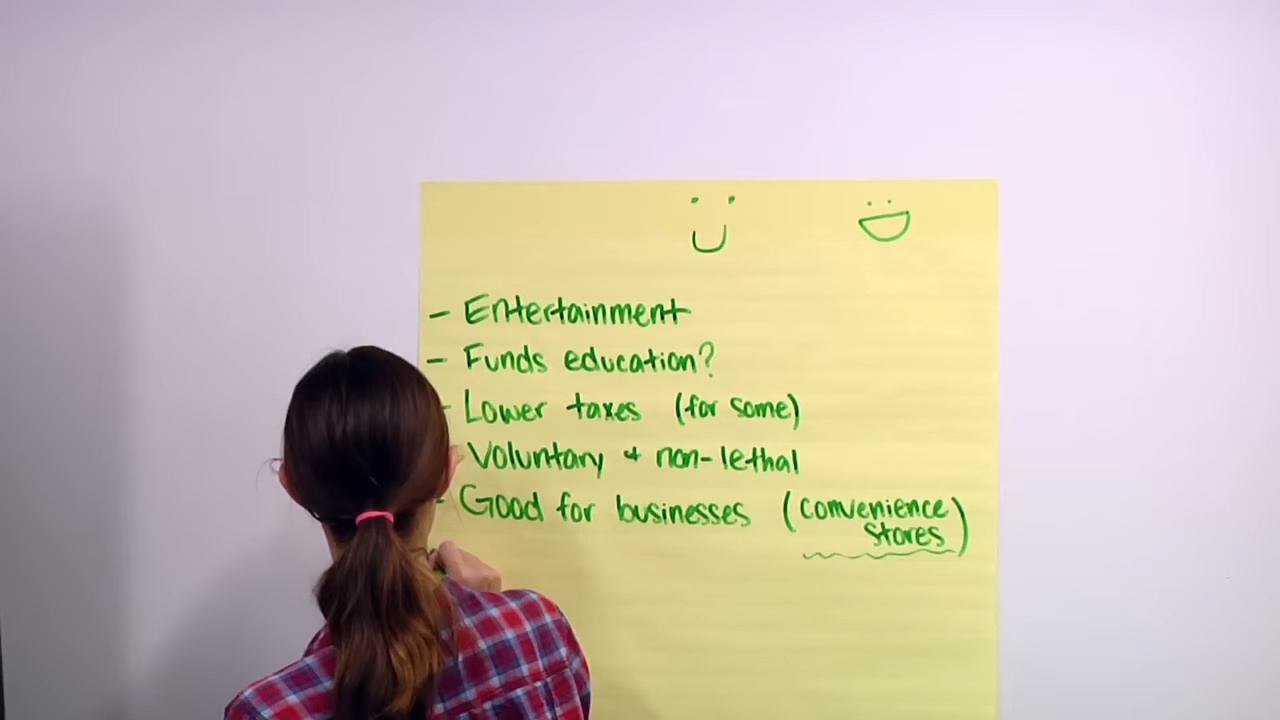 - Entertainment
- Funds education?
- Lower taxes (for some)
- Voluntary + non-lethal
- Good for businesses (convenience
stores)